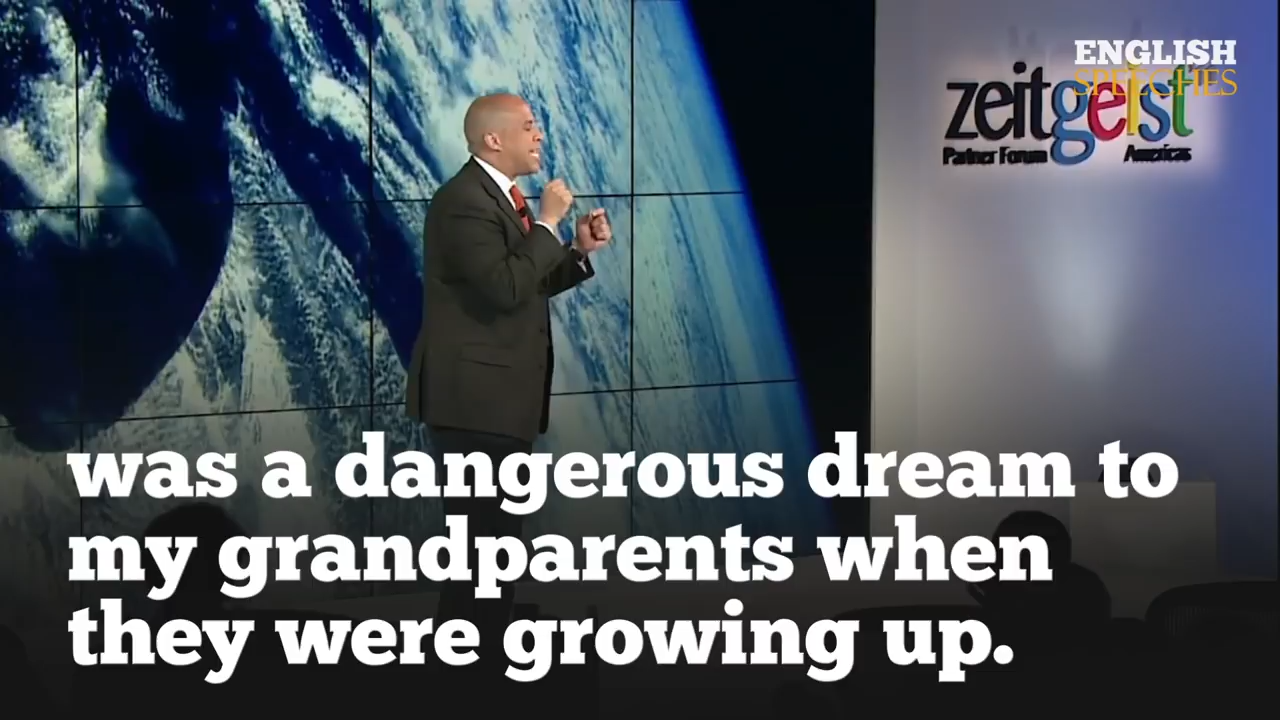 ENGLISH
SPEECHES
zeitgeist
Partner Forum Americas
was a dangerous dream to
my grandparents when
they were growing up.